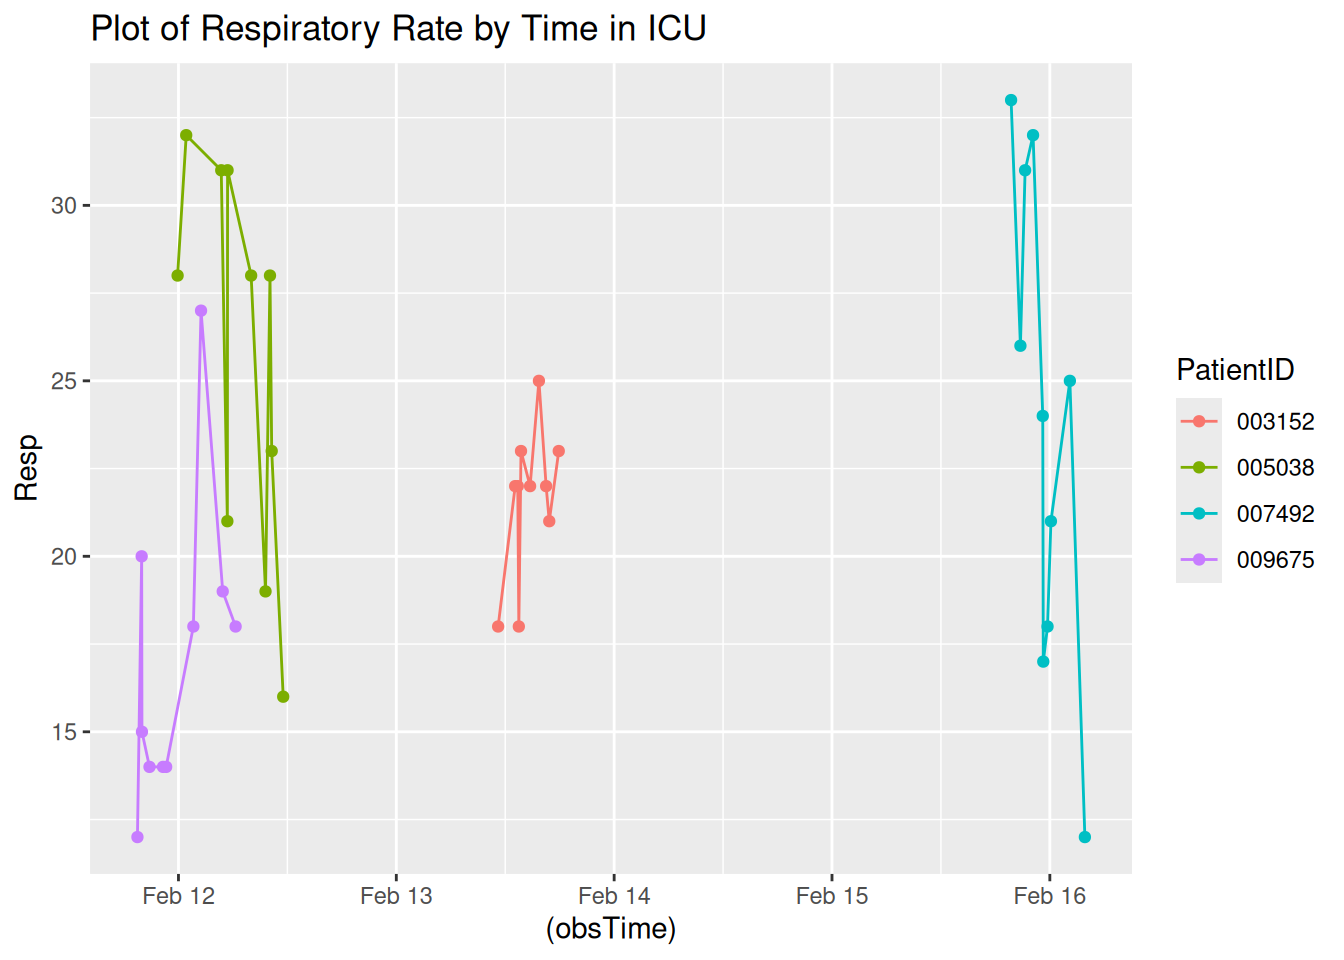 Plot of Respiratory Rate by Time in ICU
Resp
30
25
20
15
Feb 12
Feb 13
Feb 14
Feb 15
Feb 16
(obsTime)
PatientID
003152
005038
007492
009675